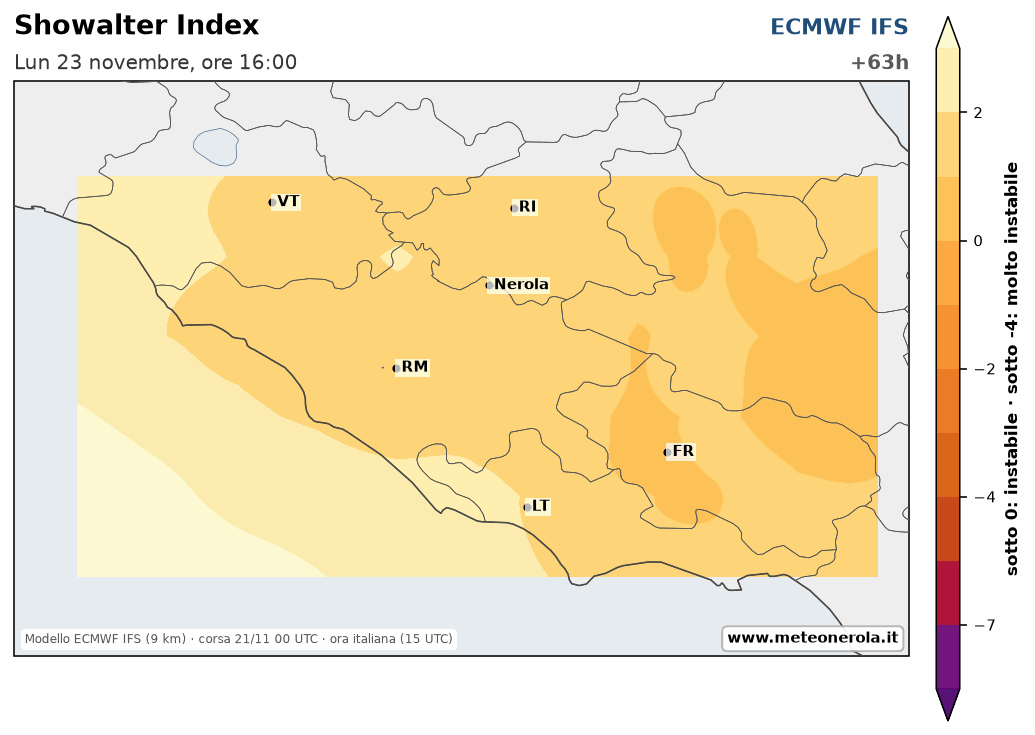 Showalter Index
ECMWF IFS
Lun 23 novembre, ore 16:00
+63h
VT
RI
Nerola
RM
FR
LT
2
0
−2
−4
−7
sotto 0: instabile · sotto -4: molto instabile
Modello ECMWF IFS (9 km) · corsa 21/11 00 UTC · ora italiana (15 UTC)
www.meteonerola.it